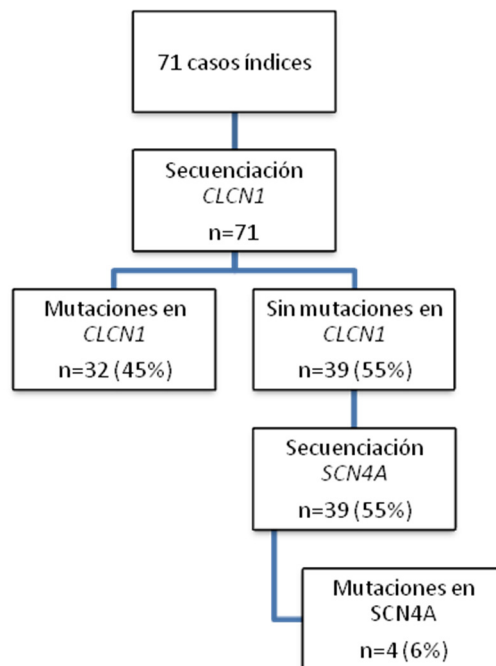 71 casos índices
Secuenciación
CLCN1
n=71
Mutaciones en
CLCN1
n=32 (45%)
Sin mutaciones en
CLCN1
n=39 (55%)
Secuenciación
SCN4A
n=39 (55%)
Mutaciones en
SCN4A
n=4 (6%)